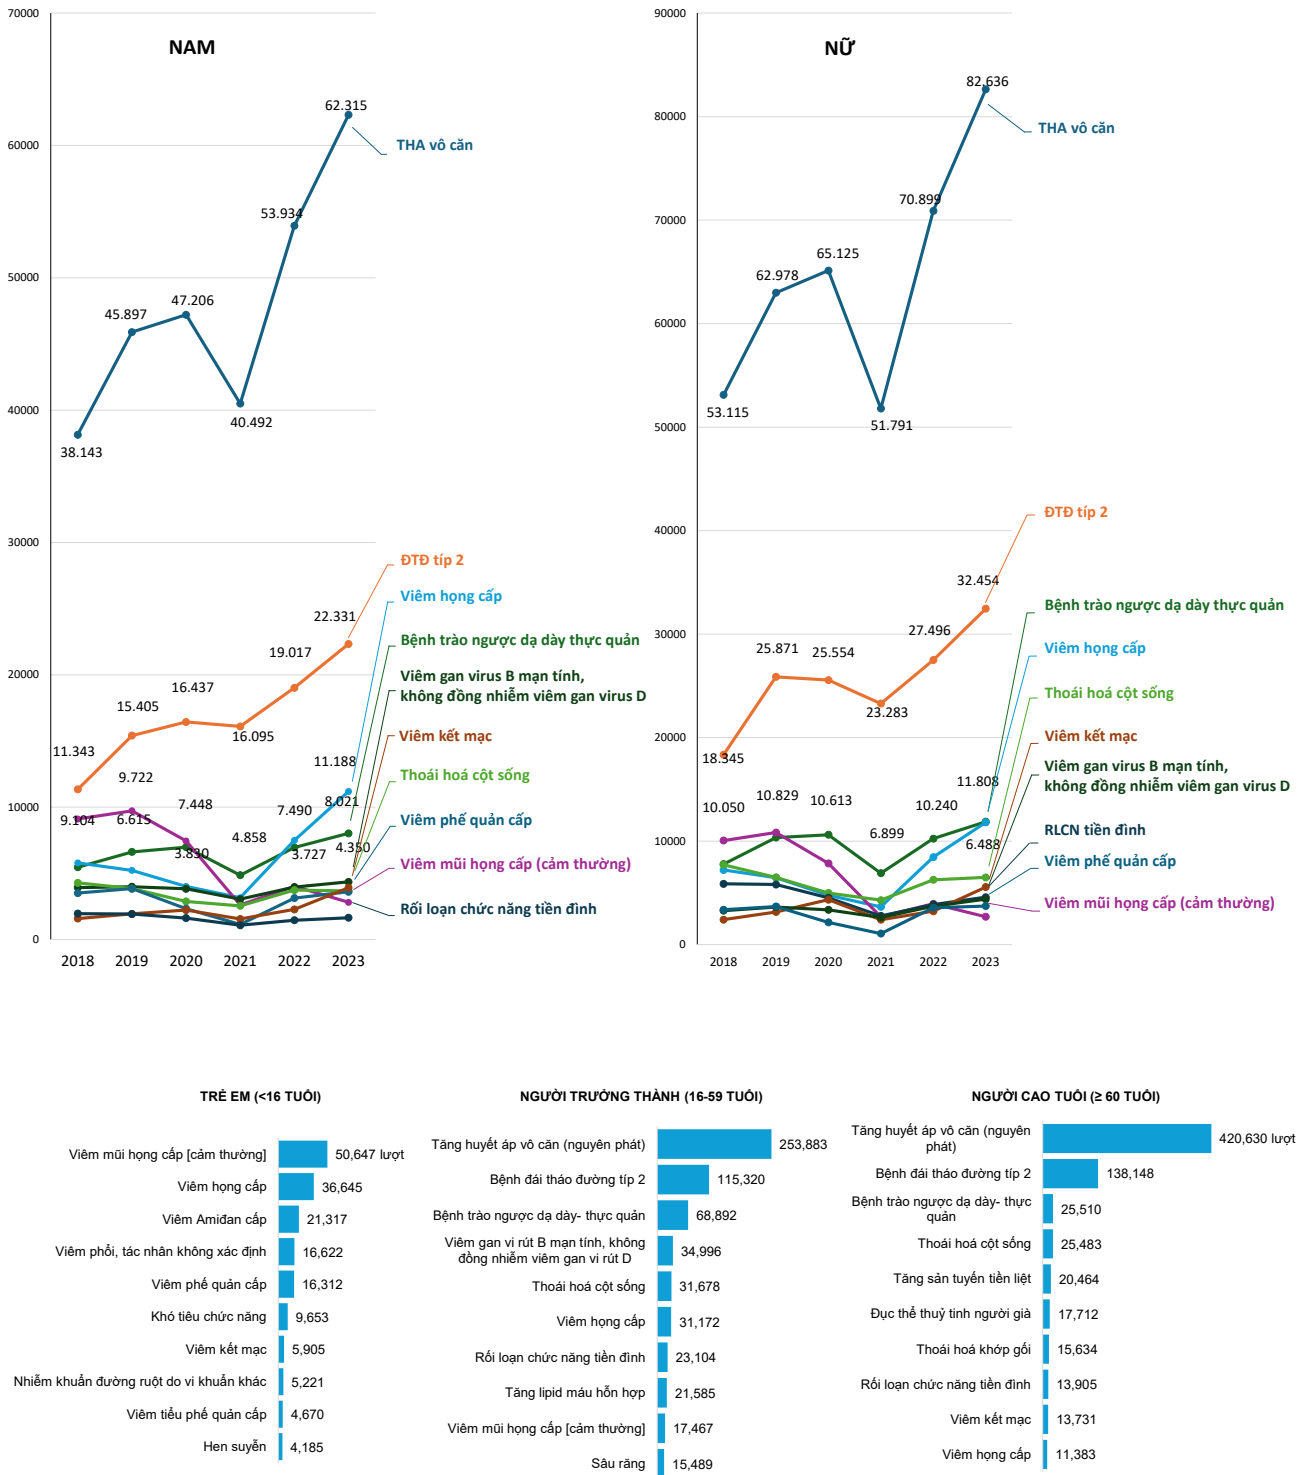 NAM
70000
60000
50000
40000
30000
20000
10000
0
62.315
THA vô căn
53.934
47.206
45.897
40.492
38.143
ĐTĐ típ 2
Viêm họng cấp
22.331
Bệnh trào ngược dạ dày thực quản
19.017
Viêm gan virus B mạn tính,
không đồng nhiễm viêm gan virus D
16.437
15.405
16.095
Viêm kết mạc
11.343
9.722
11.188
Thoái hoá cột sống
7.448
7.490
8.021
9.104
6.615
4.858
Viêm phế quản cấp
3.830
3.727
4.350
Viêm mũi họng cấp (cảm thường)
Rối loạn chức năng tiền đình
2018
2019
2020
2021
2022
2023
NỮ
90000
80000
70000
60000
50000
40000
30000
20000
10000
0
82.636
THA vô căn
70.899
65.125
62.978
53.115
51.791
ĐTĐ típ 2
32.454
Bệnh trào ngược dạ dày thực quản
27.496
25.871
25.554
Viêm họng cấp
23.283
Thoái hoá cột sống
18.345
Viêm kết mạc
Viêm gan virus B mạn tính,
không đồng nhiễm viêm gan virus D
11.808
10.050
10.829
10.613
10.240
6.899
6.488
RLCN tiền đình
Viêm phế quản cấp
Viêm mũi họng cấp (cảm thường)
2018
2019
2020
2021
2022
2023
TRẺ EM (<16 TUỔI)
Viêm mũi họng cấp [cảm thường] 50,647 lượt
Viêm họng cấp 36,645
Viêm Amiđan cấp 21,317
Viêm phổi, tác nhân không xác định 16,622
Viêm phế quản cấp 16,312
Khó tiêu chức năng 9,653
Viêm kết mạc 5,905
Nhiễm khuẩn đường ruột do vi khuẩn khác 5,221
Viêm tiểu phế quản cấp 4,670
Hen suyễn 4,185
NGƯỜI TRƯỞNG THÀNH (16-59 TUỔI)
Tăng huyết áp vô căn (nguyên phát) 253,883
Bệnh đái tháo đường típ 2 115,320
Bệnh trào ngược dạ dày- thực quản 68,892
Viêm gan vi rút B mạn tính, không
đồng nhiễm viêm gan vi rút D 34,996
Thoái hoá cột sống 31,678
Viêm họng cấp 31,172
Rối loạn chức năng tiền đình 23,104
Tăng lipid máu hỗn hợp 21,585
Viêm mũi họng cấp [cảm thường] 17,467
Sâu răng 15,489
NGƯỜI CAO TUỔI (≥ 60 TUỔI)
Tăng huyết áp vô căn (nguyên
phát) 420,630 lượt
Bệnh đái tháo đường típ 2 138,148
Bệnh trào ngược dạ dày- thực
quản 25,510
Thoái hoá cột sống 25,483
Tăng sản tuyến tiền liệt 20,464
Đục thể thuỷ tinh người già 17,712
Thoái hoá khớp gối 15,634
Rối loạn chức năng tiền đình 13,905
Viêm kết mạc 13,731
Viêm họng cấp 11,383